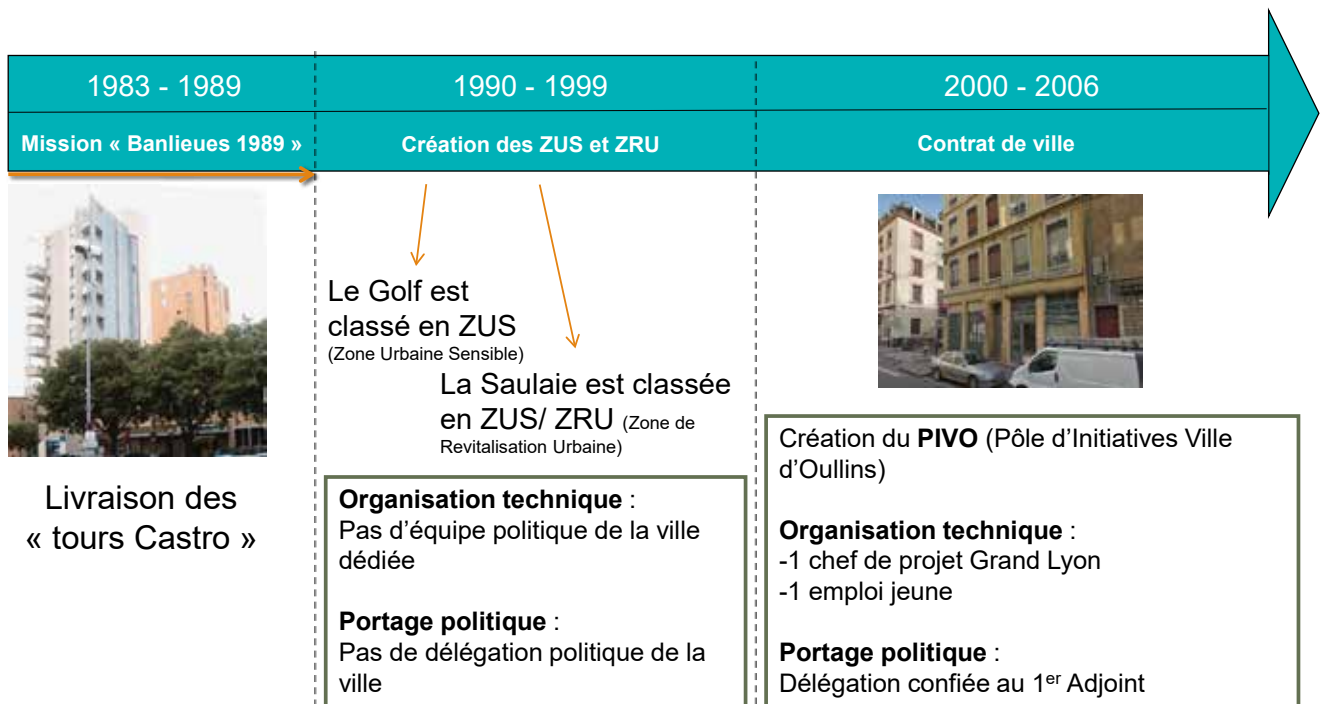 1983 - 1989
1990 - 1999
2000 - 2006
Mission « Banlieues 1989 »
Création des ZUS et ZRU
Contrat de ville
Livraison des
« tours Castro »
Le Golf est
classé en ZUS
(Zone Urbaine Sensible)
La Saulaie est classée
en ZUS/ ZRU (Zone de
Revitalisation Urbaine)
Organisation technique :
Pas d’équipe politique de la ville
dédiée
Portage politique :
Pas de délégation politique de la
ville
Création du PIVO (Pôle d’Initiatives Ville
d’Oullins)
Organisation technique :
-1 chef de projet Grand Lyon
-1 emploi jeune
Portage politique :
Délégation confiée au 1er Adjoint